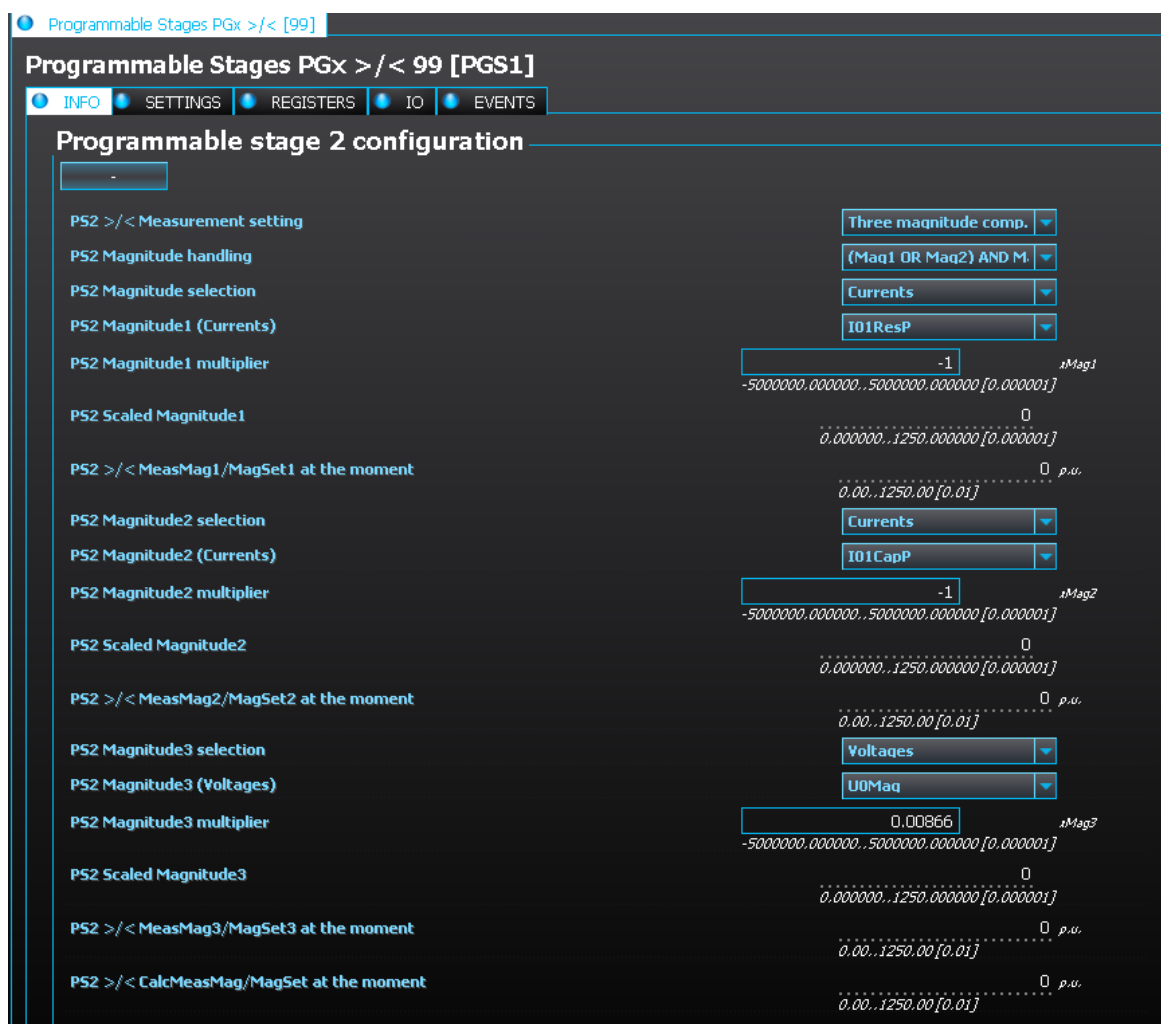 Programmable Stages PGx >/< [99]
Programmable Stages PGx >/< 99 [PGS1]
INFO SETTINGS REGISTERS IO EVENTS
Programmable stage 2 configuration
-
PS2 >/< Measurement setting Three magnitude comp.
PS2 Magnitude handling (Mag1 OR Mag2) AND M
PS2 Magnitude selection Currents
PS2 Magnitude1 (Currents) I01ResP
PS2 Magnitude1 multiplier -1 xMag1
-5000000.000000..5000000.000000 [0.000001]
PS2 Scaled Magnitude1 0
0.000000..1250.000000 [0.000001]
PS2 >/< MeasMag1/MagSet1 at the moment 0 p.u.
0.00..1250.00 [0.01]
PS2 Magnitude2 selection Currents
PS2 Magnitude2 (Currents) I01CapP
PS2 Magnitude2 multiplier -1 xMag2
-5000000.000000..5000000.000000 [0.000001]
PS2 Scaled Magnitude2 0
0.000000..1250.000000 [0.000001]
PS2 >/< MeasMag2/MagSet2 at the moment 0 p.u.
0.00..1250.00 [0.01]
PS2 Magnitude3 selection Voltages
PS2 Magnitude3 (Voltages) U0Mag
PS2 Magnitude3 multiplier 0.00866 xMag3
-5000000.000000..5000000.000000 [0.000001]
PS2 Scaled Magnitude3 0
0.000000..1250.000000 [0.000001]
PS2 >/< MeasMag3/MagSet3 at the moment 0 p.u.
0.00..1250.00 [0.01]
PS2 >/< CalcMeasMag/MagSet at the moment 0 p.u.
0.00..1250.00 [0.01]